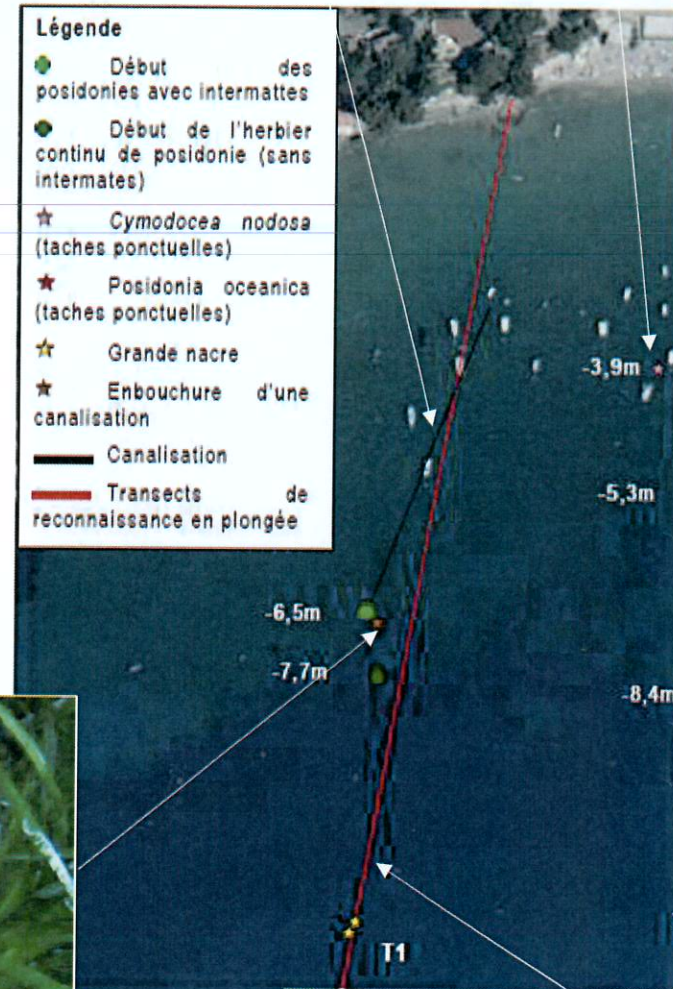 Légende
Début des
posidonies avec intermattes
Début de l'herbier
continu de posidonie (sans
intermates)
Cymodocea nodosa
(taches ponctuelles)
Posidonia oceanica
(taches ponctuelles)
Grande nacre
Enbouchure d'une
canalisation
Canalisation
Transects de
reconnaissance en plongée
-3,9m
-5,3m
-6,5m
-7,7m
-8,4m
T1